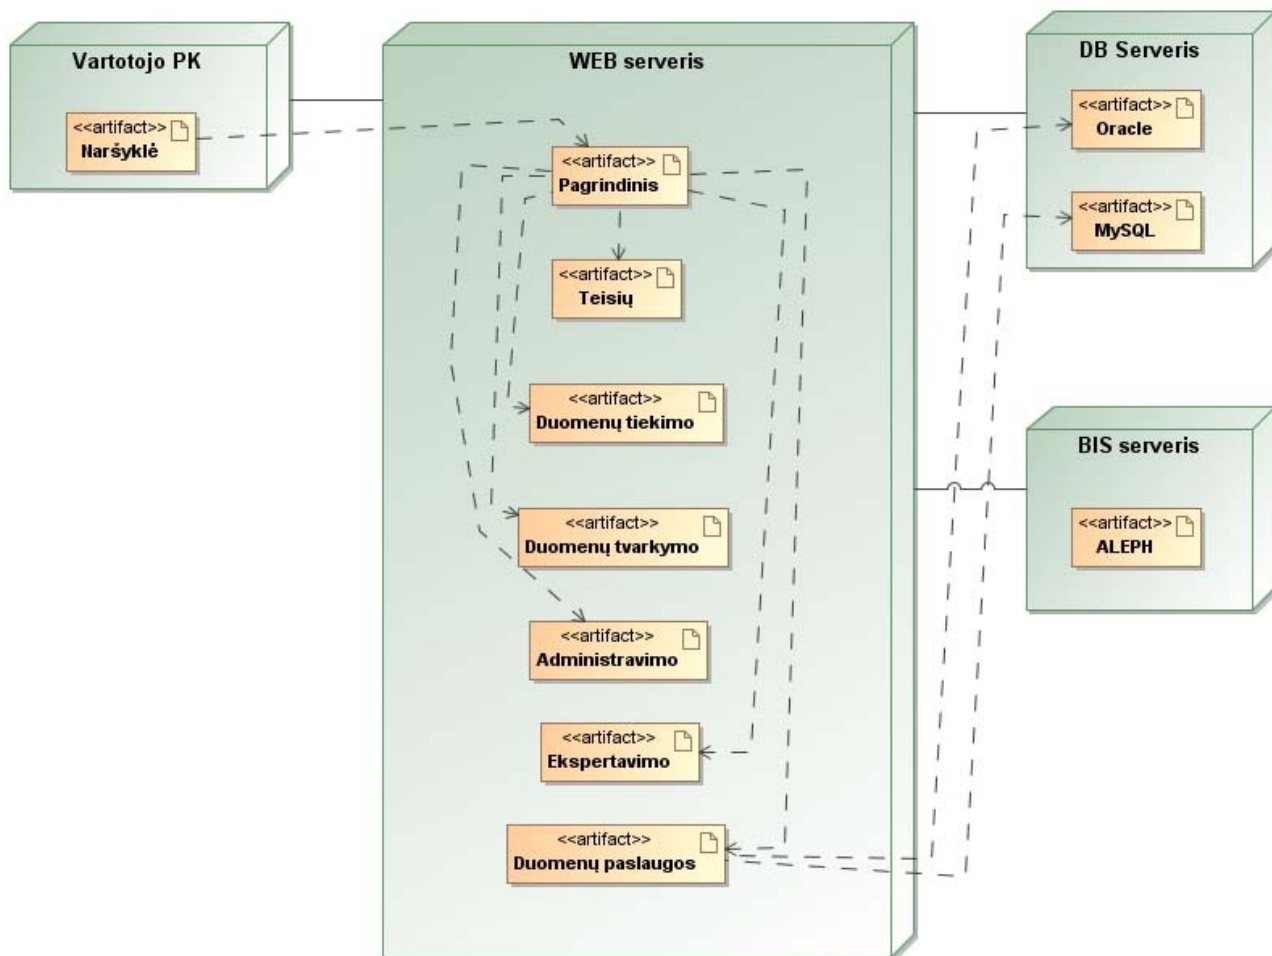 Vartotojo PK
<<artifact>>
Naršyklė
WEB serveris
<<artifact>>
Pagrindinis
<<artifact>>
Teisių
<<artifact>>
Duomenų tiekimo
<<artifact>>
Duomenų tvarkymo
<<artifact>>
Administravimo
<<artifact>>
Ekspertavimo
<<artifact>>
Duomenų paslaugos
DB Serveris
<<artifact>>
Oracle
<<artifact>>
MySQL
BIS serveris
<<artifact>>
ALEPH